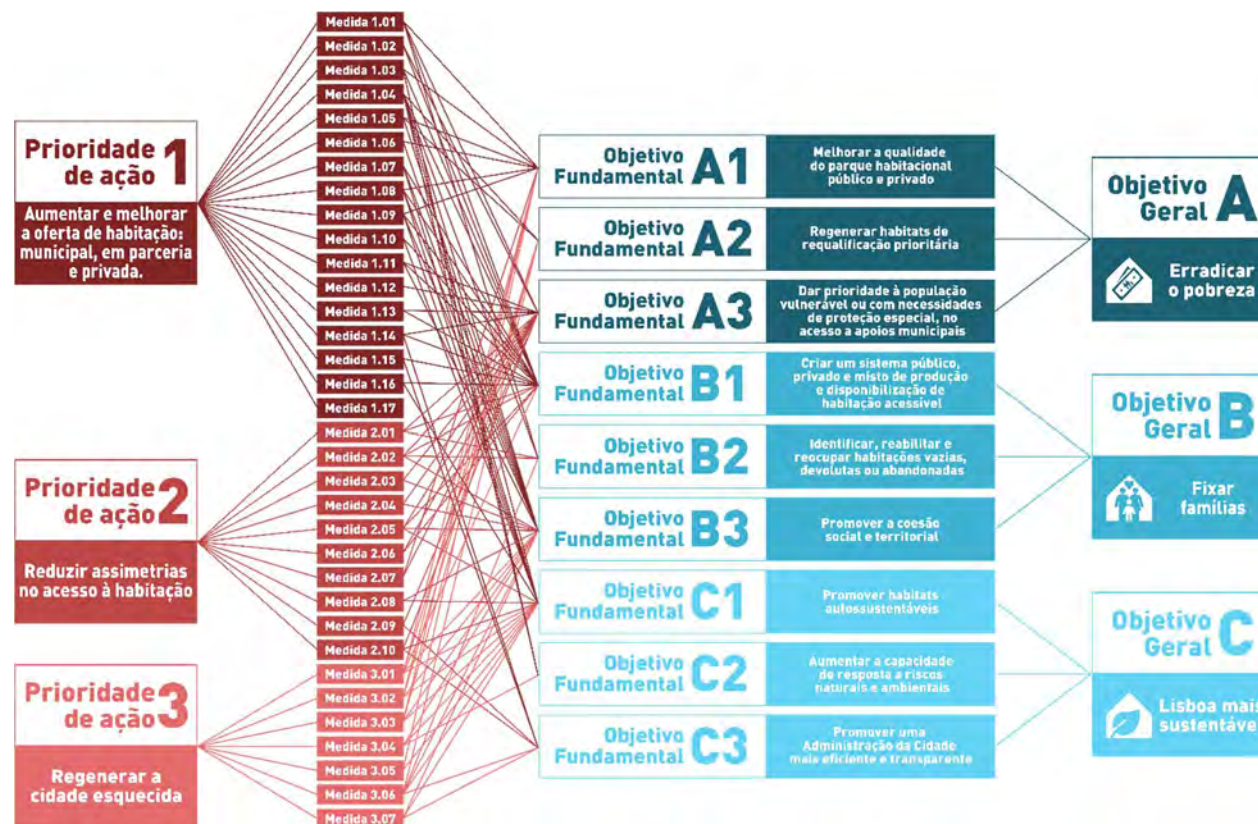 Prioridade
de ação 1
Aumentar e melhorar
a oferta de habitação:
municipal, em parceria
e privada.
Prioridade
de ação 2
Reduzir assimetrias
no acesso à habitação
Prioridade
de ação 3
Regenerar a
cidade esquecida
Medida 1.01
Medida 1.02
Medida 1.03
Medida 1.04
Medida 1.05
Medida 1.06
Medida 1.07
Medida 1.08
Medida 1.09
Medida 1.10
Medida 1.11
Medida 1.12
Medida 1.13
Medida 1.14
Medida 1.15
Medida 1.16
Medida 1.17
Medida 2.01
Medida 2.02
Medida 2.03
Medida 2.04
Medida 2.05
Medida 2.06
Medida 2.07
Medida 2.08
Medida 2.09
Medida 2.10
Medida 3.01
Medida 3.02
Medida 3.03
Medida 3.04
Medida 3.05
Medida 3.06
Medida 3.07
Objetivo
Fundamental A1
Melhorar a qualidade
do parque habitacional
público e privado
Objetivo
Fundamental A2
Regenerar habitats de
requalificação prioritária
Objetivo
Fundamental A3
Dar prioridade à população
vulnerável ou com necessidades
de proteção especial, no
acesso a apoios municipais
Objetivo
Fundamental B1
Criar um sistema público,
privado e misto de produção
e disponibilização de
habitação acessível
Objetivo
Fundamental B2
Identificar, reabilitar e
reocupar habitações vazias,
devolutas ou abandonadas
Objetivo
Fundamental B3
Promover a coesão
social e territorial
Objetivo
Fundamental C1
Promover habitats
autossustentáveis
Objetivo
Fundamental C2
Aumentar a capacidade
de resposta a riscos
naturais e ambientais
Objetivo
Fundamental C3
Promover uma
Administração da Cidade
mais eficiente e transparente
Objetivo
Geral A
Erradicar
o pobreza
Objetivo
Geral B
Fixar
famílias
Objetivo
Geral C
Lisboa mais
sustentáve